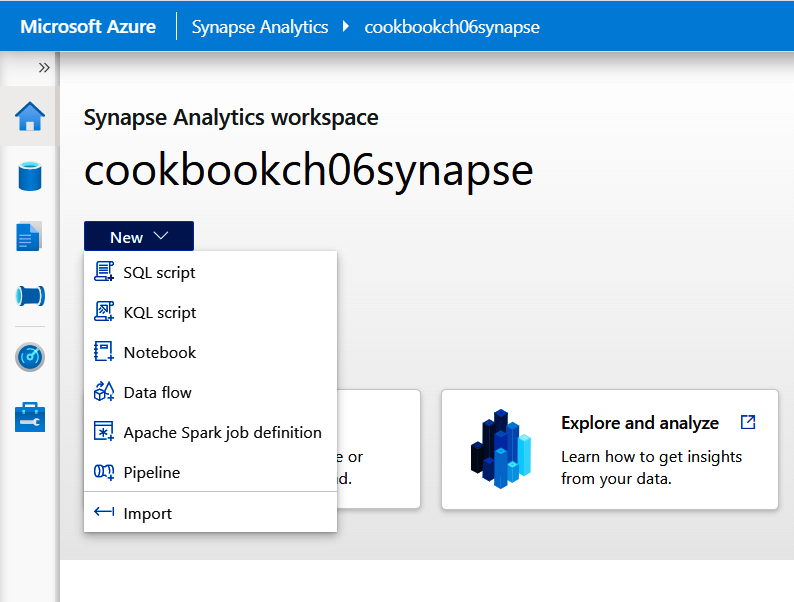 Microsoft Azure
Synapse Analytics
cookbookch06synapse
Synapse Analytics workspace
cookbookch06synapse
New
SQL script
KQL script
Notebook
Data flow
Apache Spark job definition
Pipeline
Import
e or
d.
Explore and analyze
Learn how to get insights
from your data.